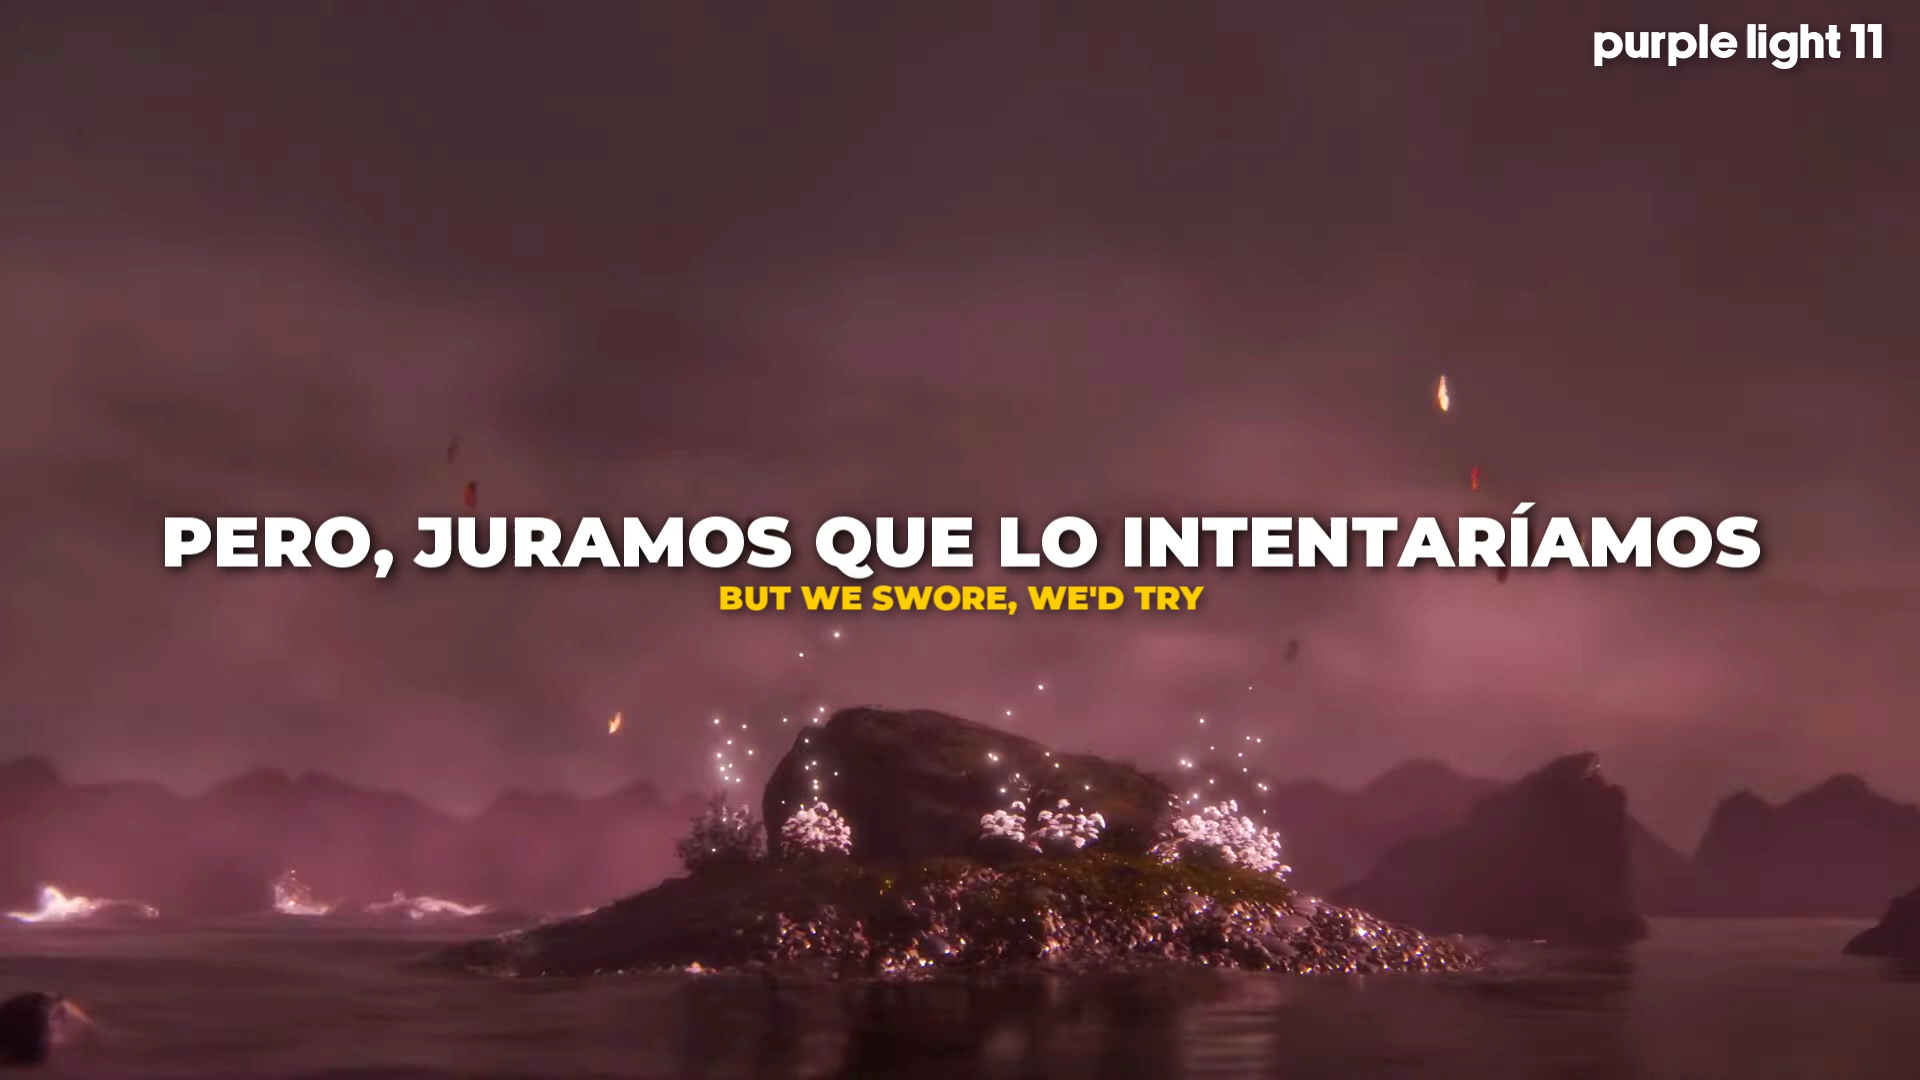 purple light 11
PERO, JURAMOS QUE LO INTENTARÍAMOS
BUT WE SWORE, WE'D TRY